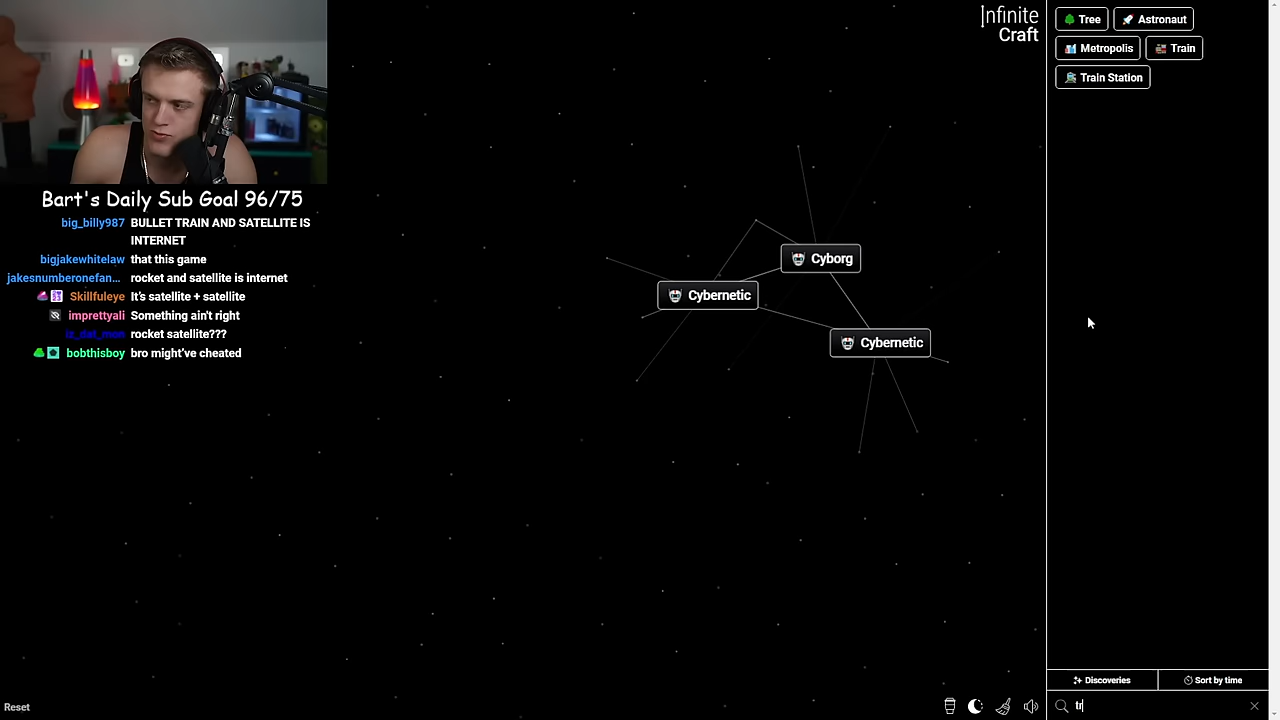 Infinite
Craft
Tree
Astronaut
Metropolis
Train
Train Station
Bart's Daily Sub Goal 96/75
big_billy987 BULLET TRAIN AND SATELLITE IS
INTERNET
bigjakewhitelaw that this game
jakesnumberonefan... rocket and satellite is internet
Skillfuleye It's satellite + satellite
imprettyali Something ain't right
is_dat_mon rocket satellite???
bobthisboy bro might've cheated
Cyborg
Cybernetic
Cybernetic
Discoveries
Sort by time
Reset
tr